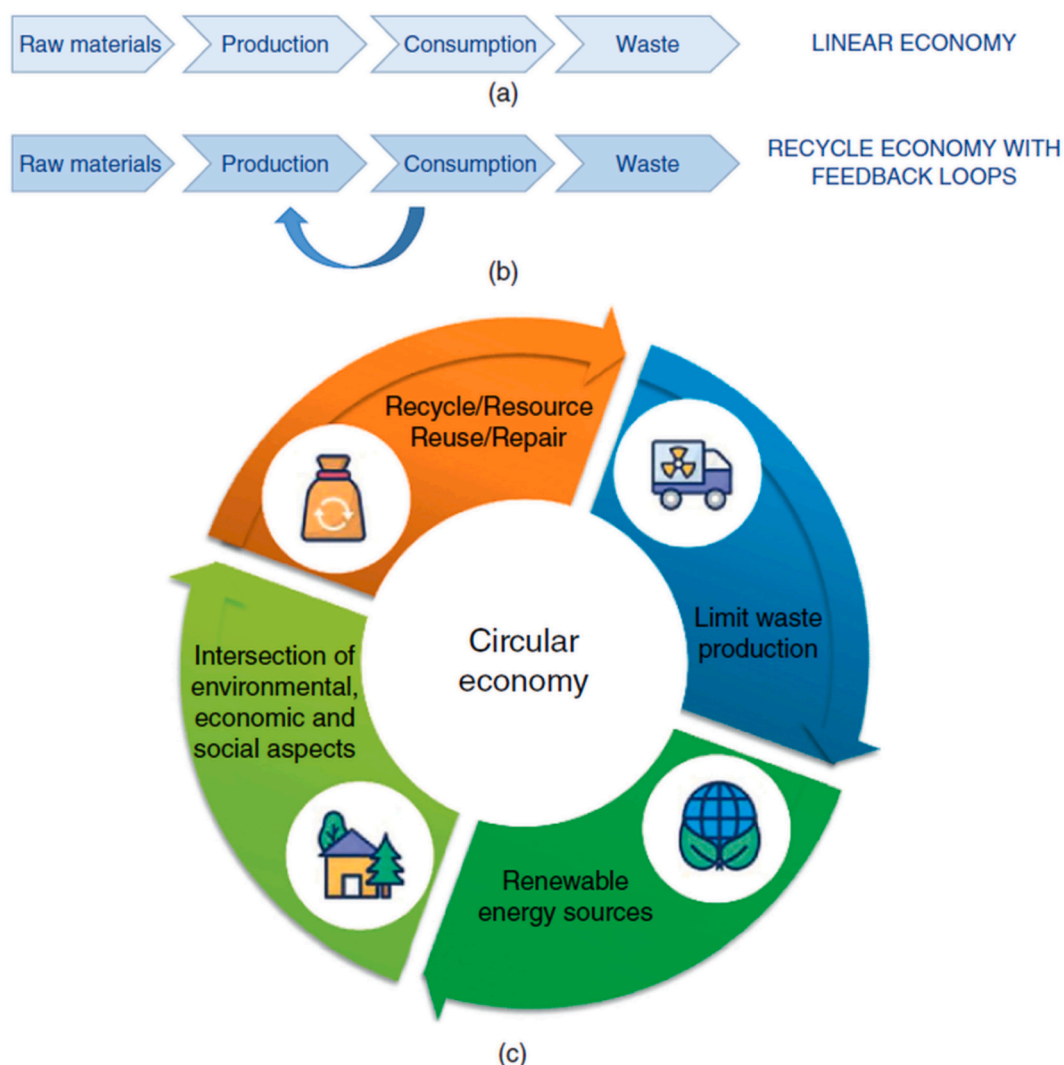 Raw materials
Production
Consumption
Waste
LINEAR ECONOMY
(a)
Raw materials
Production
Consumption
Waste
RECYCLE ECONOMY WITH
FEEDBACK LOOPS
(b)
Recycle/Resource
Reuse/Repair
Limit waste
production
Circular
economy
Intersection of
environmental,
economic and
social aspects
Renewable
energy sources
(c)